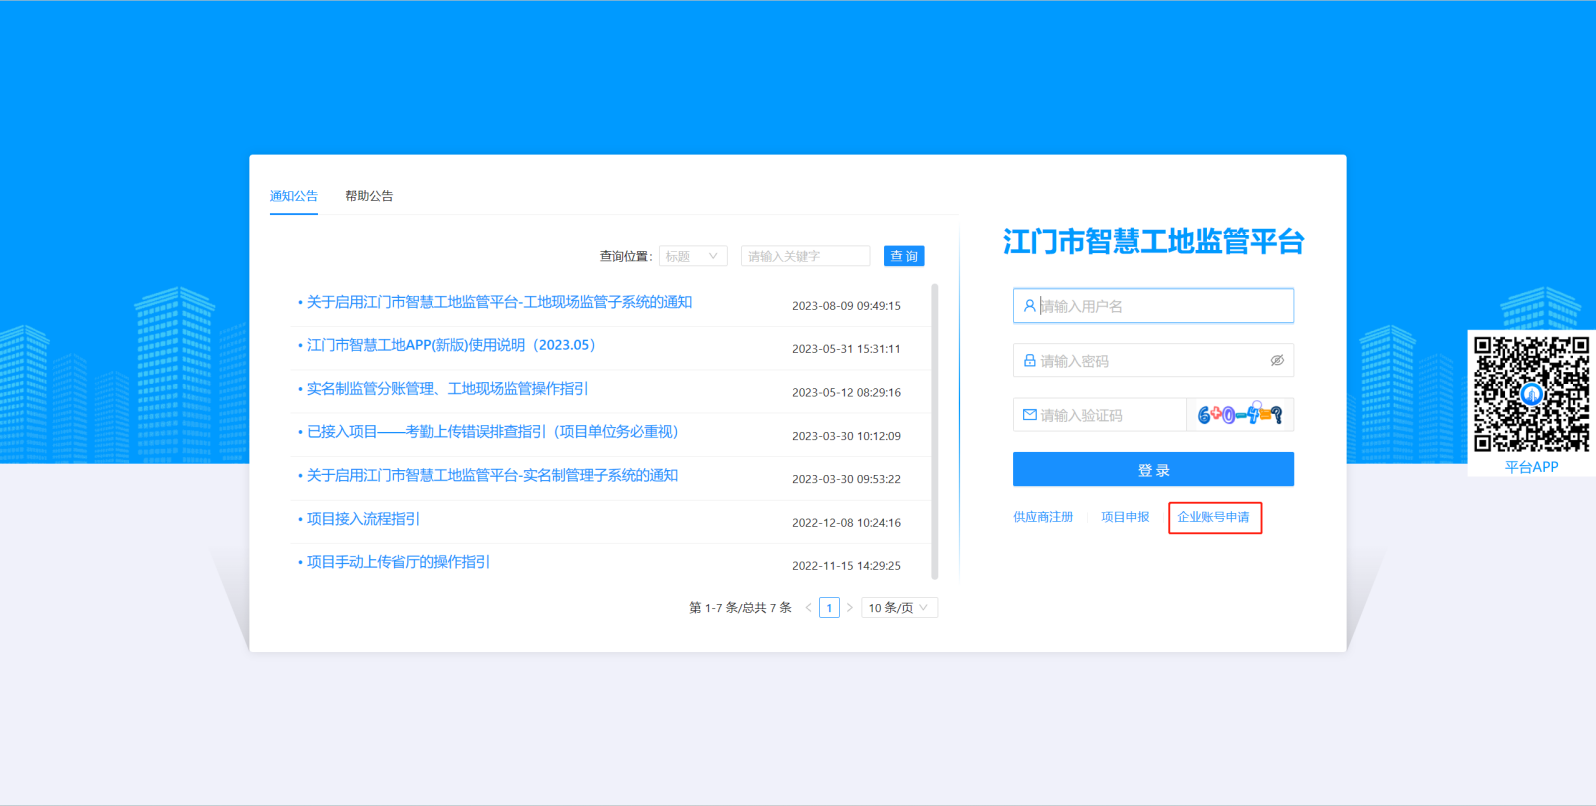 通知公告 帮助公告
查询位置: 标题 请输入关键字 查 询
• 关于启用江门市智慧工地监管平台-工地现场监管子系统的通知 2023-08-09 09:49:15
• 江门市智慧工地APP(新版)使用说明（2023.05） 2023-05-31 15:31:11
• 实名制监管分账管理、工地现场监管操作指引 2023-05-12 08:29:16
• 已接入项目——考勤上传错误排查指引（项目单位务必重视） 2023-03-30 10:12:09
• 关于启用江门市智慧工地监管平台-实名制管理子系统的通知 2023-03-30 09:53:22
• 项目接入流程指引 2022-12-08 10:24:16
• 项目手动上传省厅的操作指引 2022-11-15 14:29:25
第 1-7 条/总共 7 条 < 1 > 10 条/页
江门市智慧工地监管平台
请输入用户名
请输入密码
请输入验证码 6+0-4=?
登 录
供应商注册 项目申报 企业账号申请
平台APP